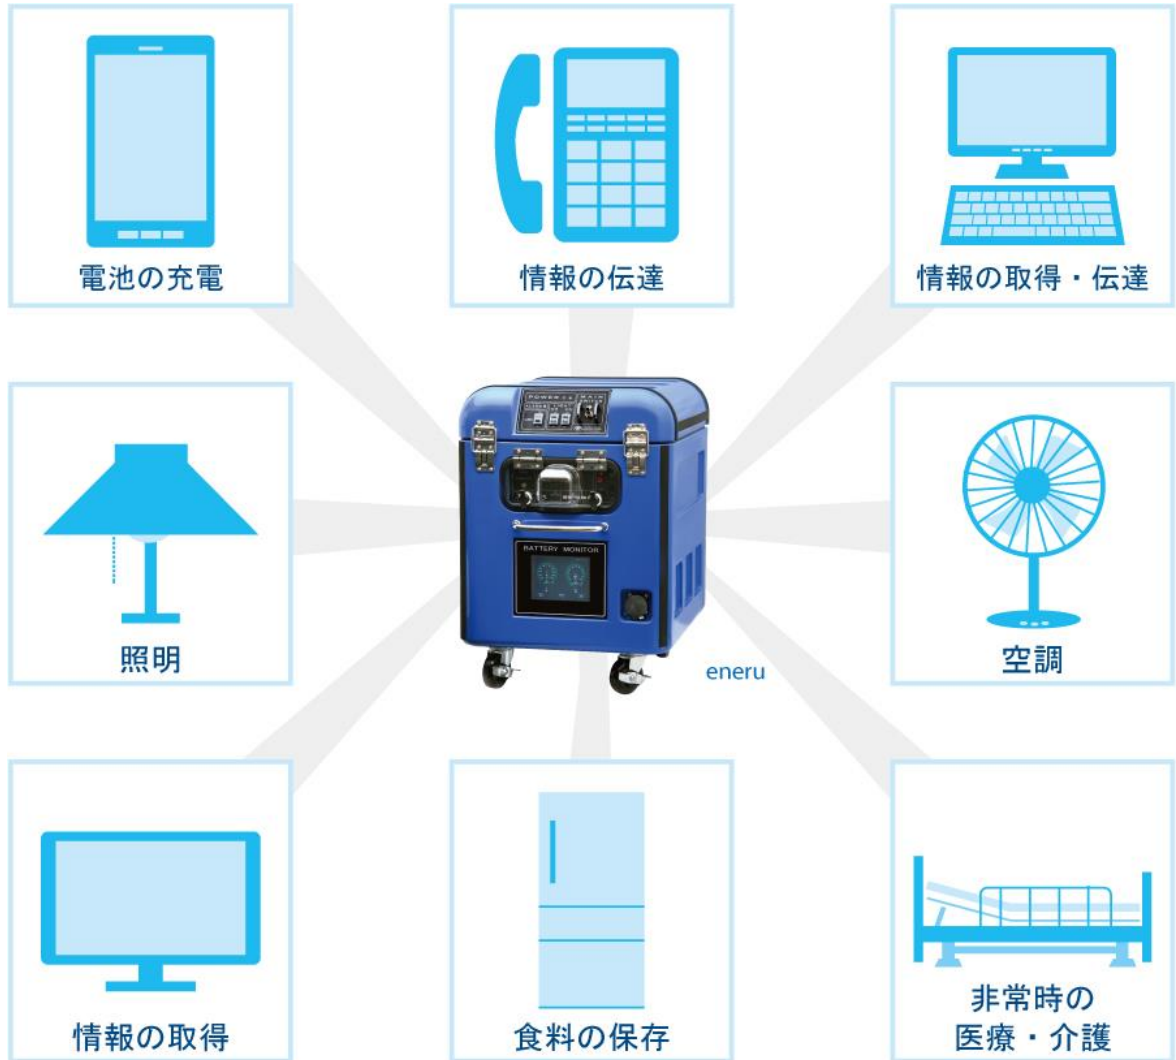 電池の充電
情報の伝達
情報の取得・伝達
POWER
MAIN
照明
BATTERY MONITOR
eneru
空調
情報の取得
食料の保存
非常時の
医療・介護